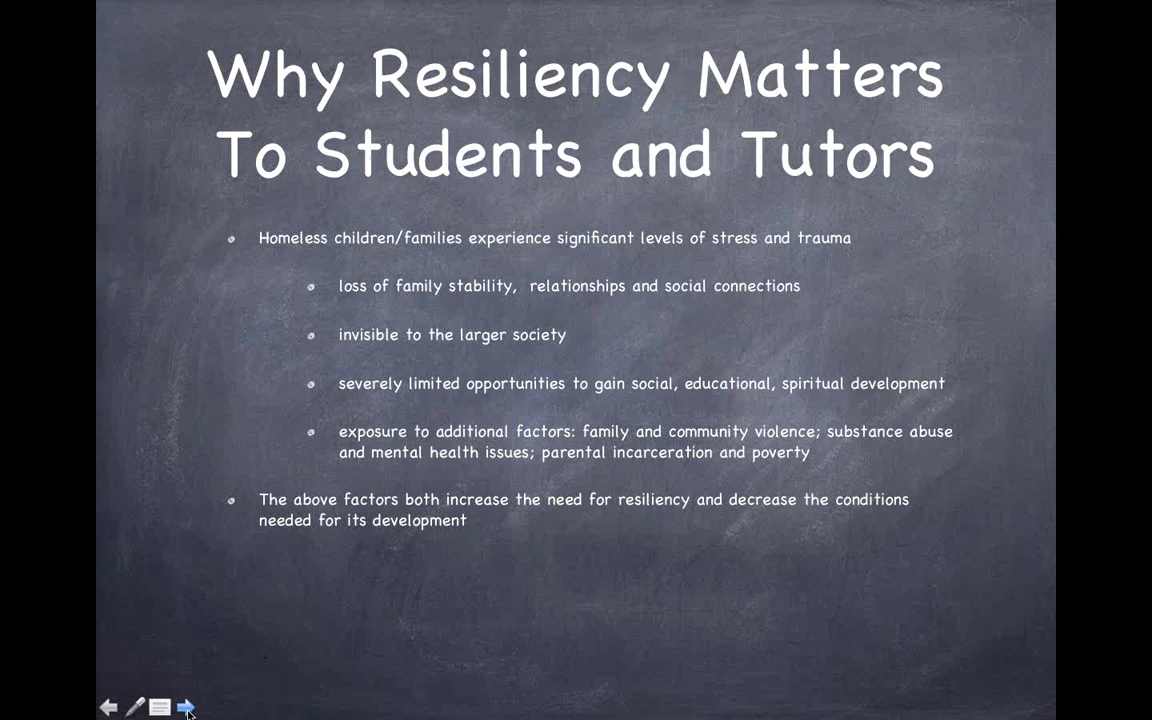 Why Resiliency Matters
To Students and Tutors
Homeless children/families experience significant levels of stress and trauma
loss of family stability,  relationships and social connections
invisible to the larger society
severely limited opportunities to gain social, educational, spiritual development
exposure to additional factors: family and community violence; substance abuse
and mental health issues; parental incarceration and poverty
The above factors both increase the need for resiliency and decrease the conditions
needed for its development